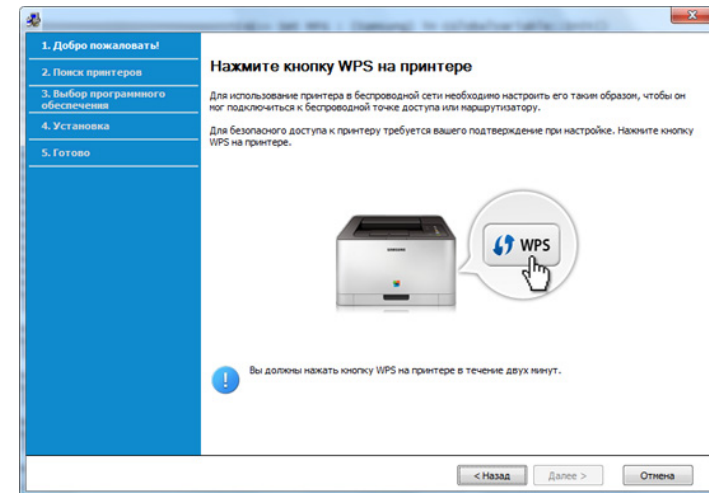 1. Добро пожаловать!
2. Поиск принтеров
3. Выбор программного
обеспечения
4. Установка
5. Готово
Нажмите кнопку WPS на принтере
Для использование принтера в беспроводной сети необходимо настроить его таким образом, чтобы он
мог подключиться к беспроводной точке доступа или маршрутизатору.
Для безопасного доступа к принтеру требуется вашего подтверждение при настройке. Нажмите кнопку
WPS на принтере.
SAMSUNG
WPS
Вы должны нажать кнопку WPS на принтере в течение двух минут.
< Назад
Далее >
Отмена